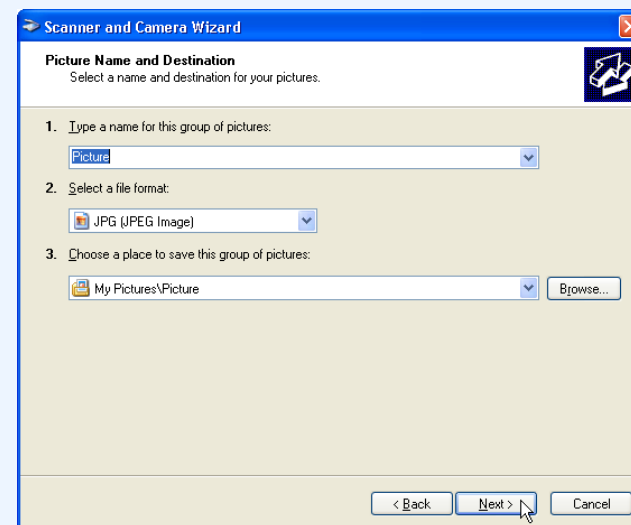 Scanner and Camera Wizard
Picture Name and Destination
Select a name and destination for your pictures.
1. Type a name for this group of pictures:
Picture
2. Select a file format:
JPG (JPEG Image)
3. Choose a place to save this group of pictures:
My Pictures\Picture
Browse...
< Back
Next >
Cancel